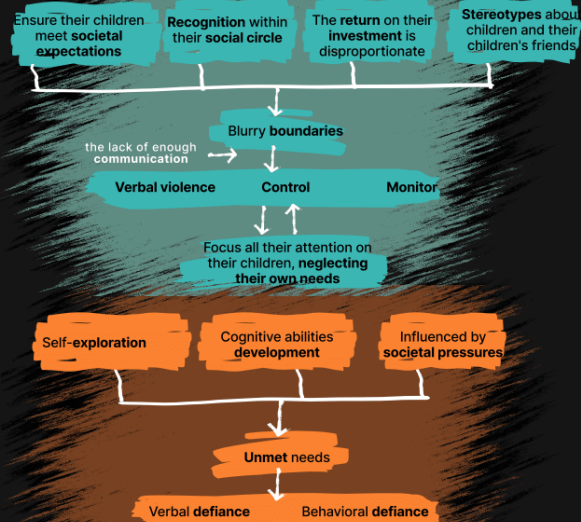 Ensure their children
meet societal
expectations
Recognition within
their social circle
The return on their
investment is
disproportionate
Stereotypes abou
children and their
children's friends
Blurry boundaries
the lack of enough
communication
Verbal violence
Control
Monitor
Focus all their attention on
their children, neglecting
their own needs
Self-exploration
Cognitive abilities
development
Influenced by
societal pressures
Unmet needs
Verbal defiance
Behavioral defiance